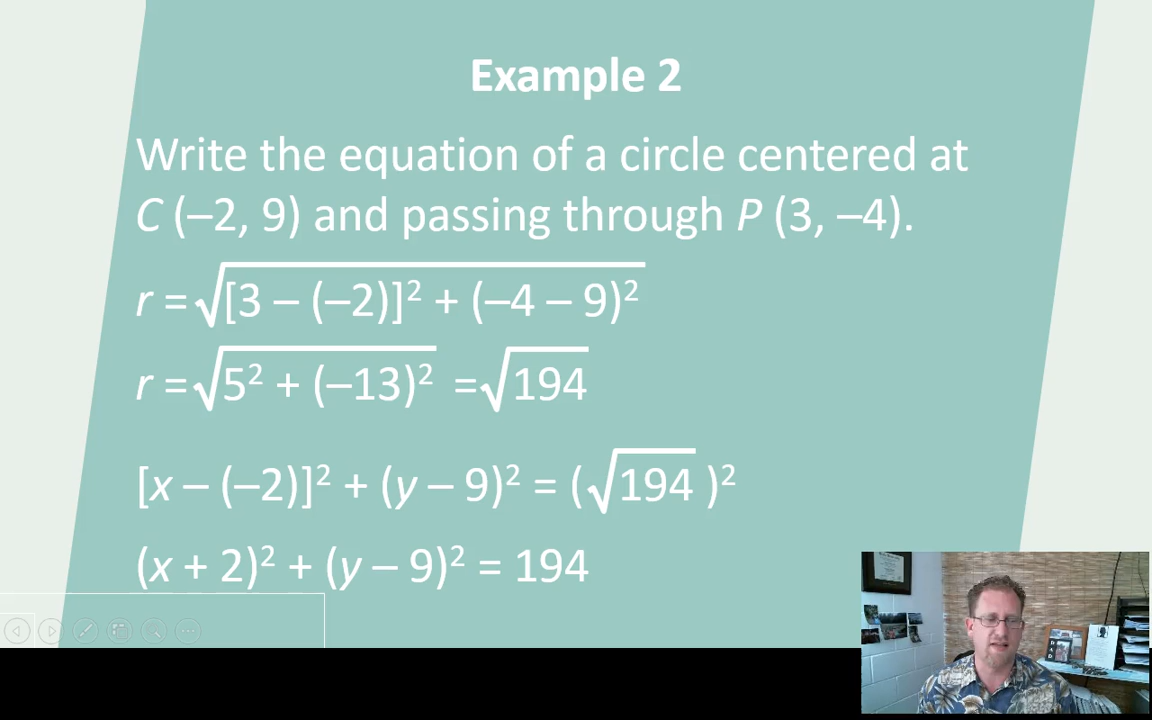 Example 2
Write the equation of a circle centered at
C (–2, 9) and passing through P (3, –4).
r = √[3 – (–2)]² + (–4 – 9)²
r = √5² + (–13)² = √194
[x – (–2)]² + (y – 9)² = (√194 )²
(x + 2)² + (y – 9)² = 194